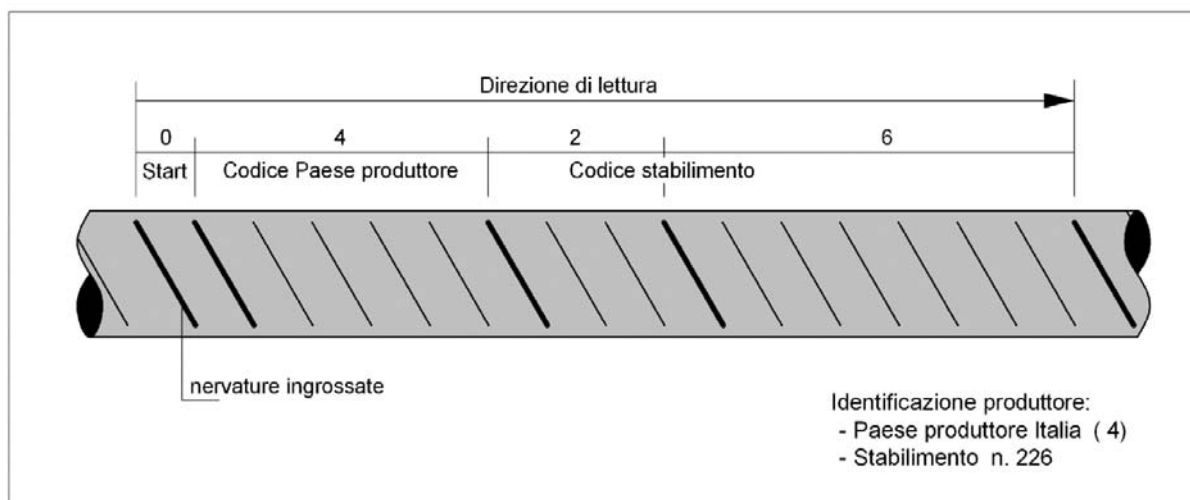 Direzione di lettura
0 4 2 6
Start Codice Paese produttore Codice stabilimento
nervature ingrossate
Identificazione produttore:
- Paese produttore Italia ( 4)
- Stabilimento n. 226